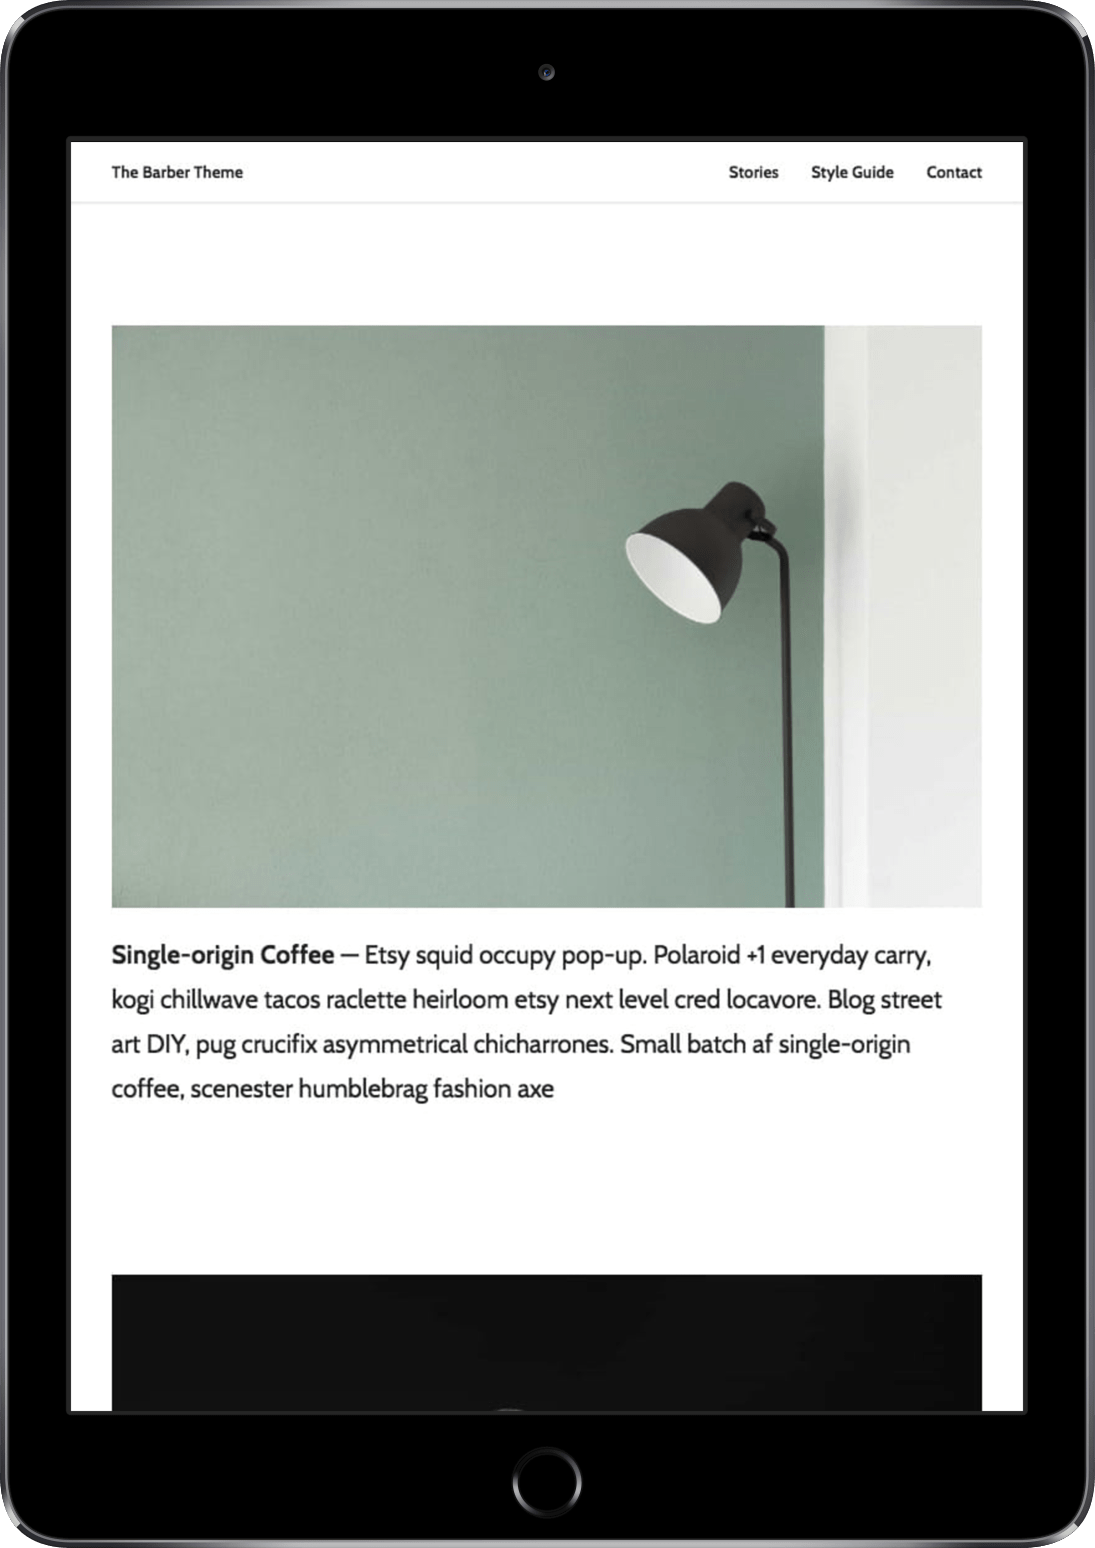 The Barber Theme
Stories Style Guide Contact
Single-origin Coffee — Etsy squid occupy pop-up. Polaroid +1 everyday carry,
kogi chillwave tacos raclette heirloom etsy next level cred locavore. Blog street
art DIY, pug crucifix asymmetrical chicharrones. Small batch af single-origin
coffee, scenester humblebrag fashion axe